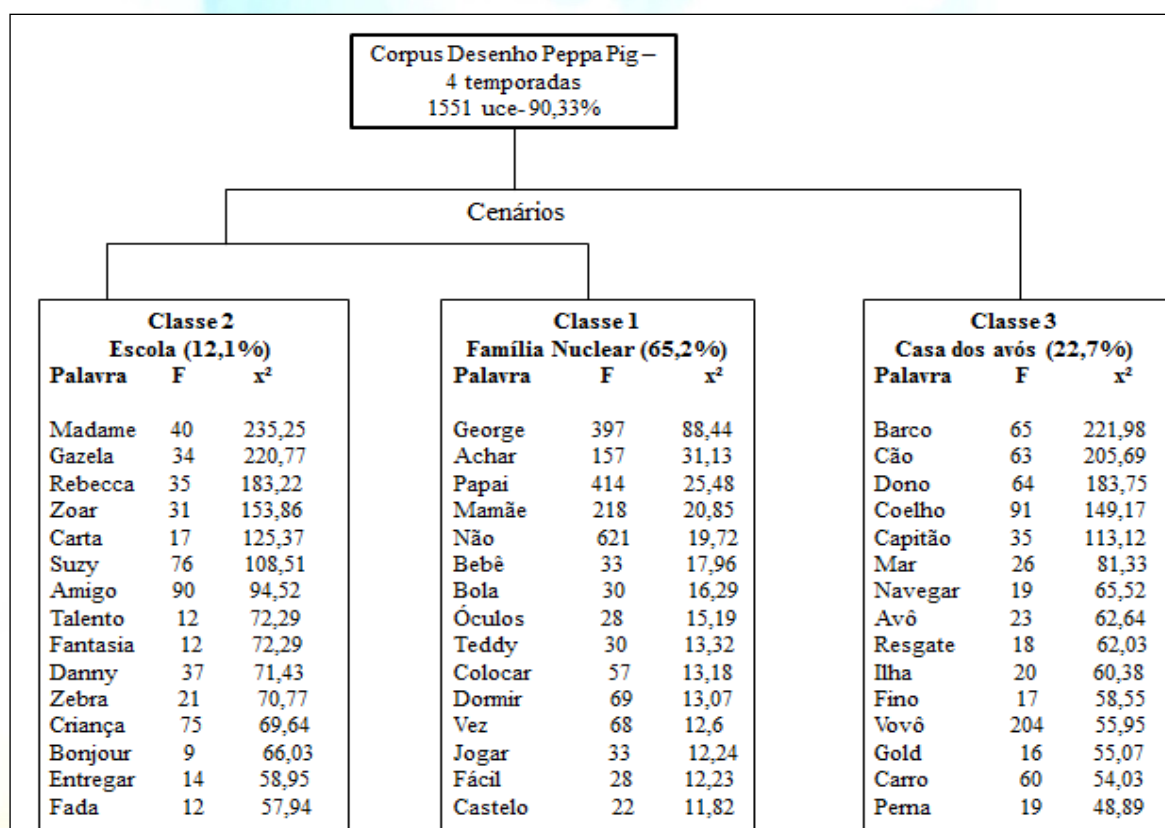 Corpus Desenho Peppa Pig –
4 temporadas
1551 uce- 90,33%
Cenários
Classe 2
Escola (12,1%)
Palavra F x²
Madame 40 235,25
Gazela 34 220,77
Rebecca 35 183,22
Zoar 31 153,86
Carta 17 125,37
Suzy 76 108,51
Amigo 90 94,52
Talento 12 72,29
Fantasia 12 72,29
Danny 37 71,43
Zebra 21 70,77
Criança 75 69,64
Bonjour 9 66,03
Entregar 14 58,95
Fada 12 57,94
Classe 1
Família Nuclear (65,2%)
Palavra F x²
George 397 88,44
Achar 157 31,13
Papai 414 25,48
Mamãe 218 20,85
Não 621 19,72
Bebê 33 17,96
Bola 30 16,29
Óculos 28 15,19
Teddy 30 13,32
Colocar 57 13,18
Dormir 69 13,07
Vez 68 12,6
Jogar 33 12,24
Fácil 28 12,23
Castelo 22 11,82
Classe 3
Casa dos avós (22,7%)
Palavra F x²
Barco 65 221,98
Cão 63 205,69
Dono 64 183,75
Coelho 91 149,17
Capitão 35 113,12
Mar 26 81,33
Navegar 19 65,52
Avô 23 62,64
Resgate 18 62,03
Ilha 20 60,38
Fino 17 58,55
Vovô 204 55,95
Gold 16 55,07
Carro 60 54,03
Perna 19 48,89